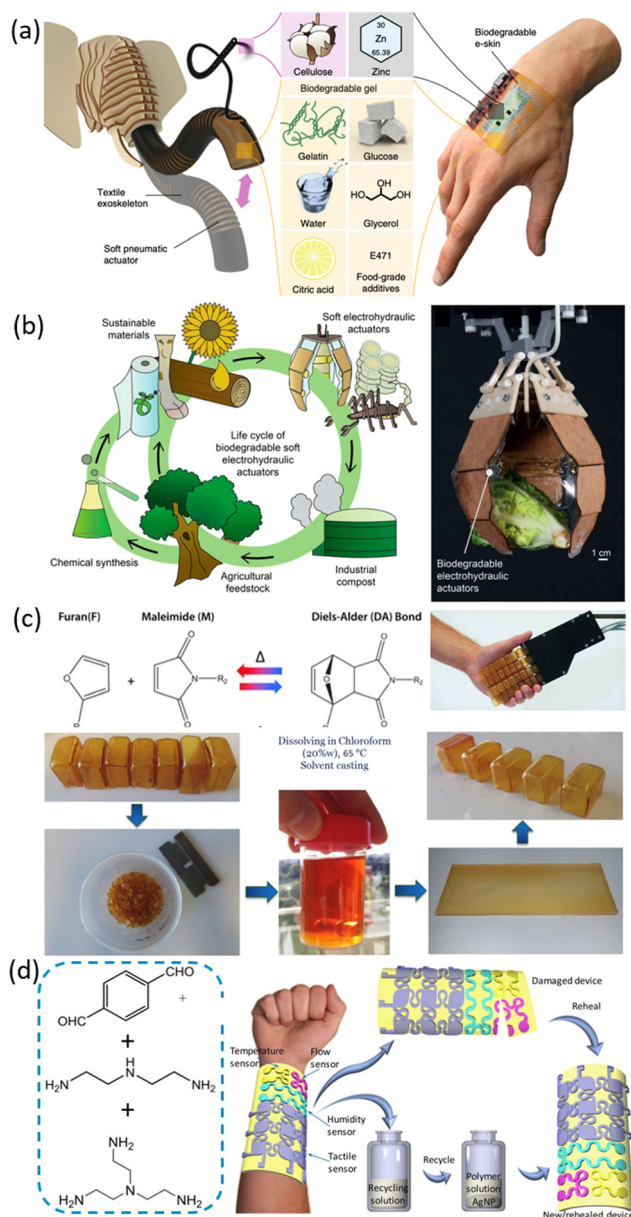 (a)
30
Zn
65.39
Cellulose
Zinc
Biodegradable
e-skin
Biodegradable gel
Gelatin
Glucose
Textile
exoskeleton
Soft pneumatic
actuator
Water
OH
HO
OH
Glycerol
Citric acid
E471
Food-grade
additives
(b)
Sustainable
materials
Soft electrohydraulic
actuators
Life cycle of
biodegradable soft
electrohydraulic
actuators
Chemical synthesis
Agricultural
feedstock
Industrial
compost
Biodegradable
electrohydraulic
actuators
1 cm
(c)
Furan(F)
Maleimide (M)
Diels-Alder (DA) Bond
O
+
O
N-R2
O
Δ
O
O
N-R2
O
Dissolving in Chloroform
(20%w), 65 °C
Solvent casting
(d)
CHO
OHC
+
+
H2N
H
N
NH2
+
NH2
H2N
N
NH2
Temperature
sensor
Flow
sensor
Humidity
sensor
Tactile
sensor
Damaged device
Reheal
Recycling
solution
Recycle
Polymer
solution
AgNP
New/rehealed device